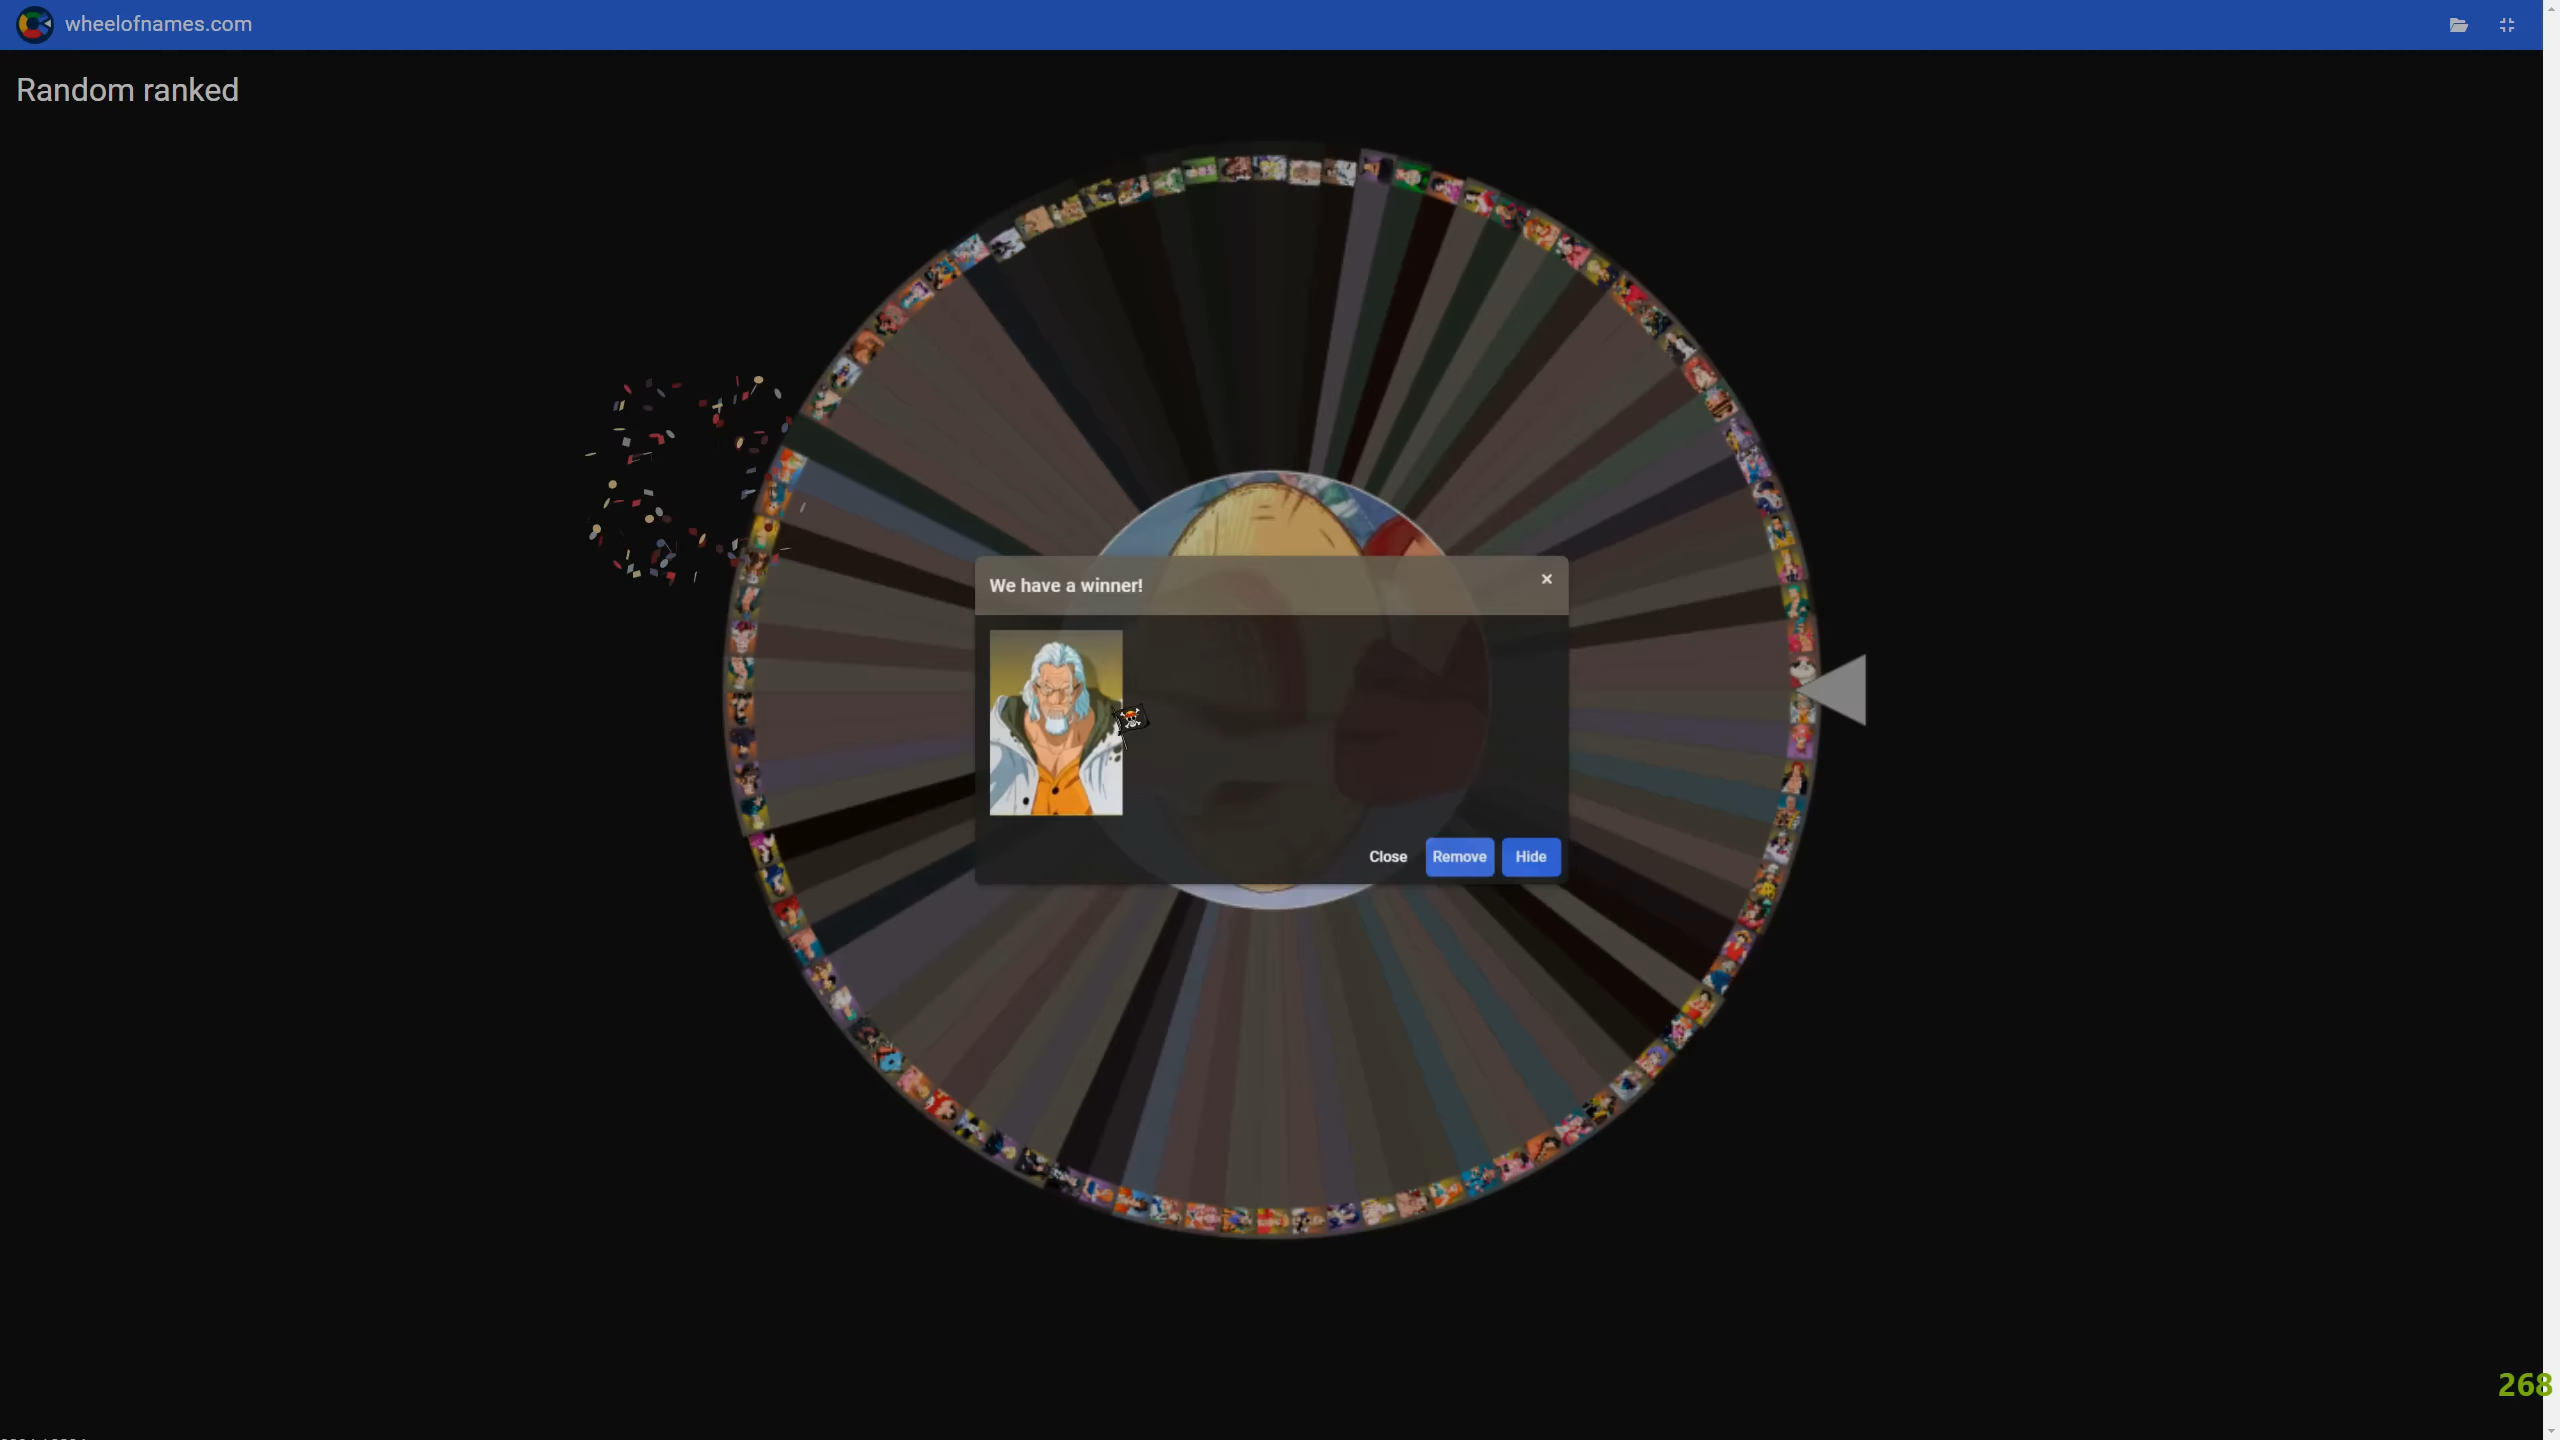 wheelofnames.com
Random ranked
We have a winner!
×
Close Remove Hide
268